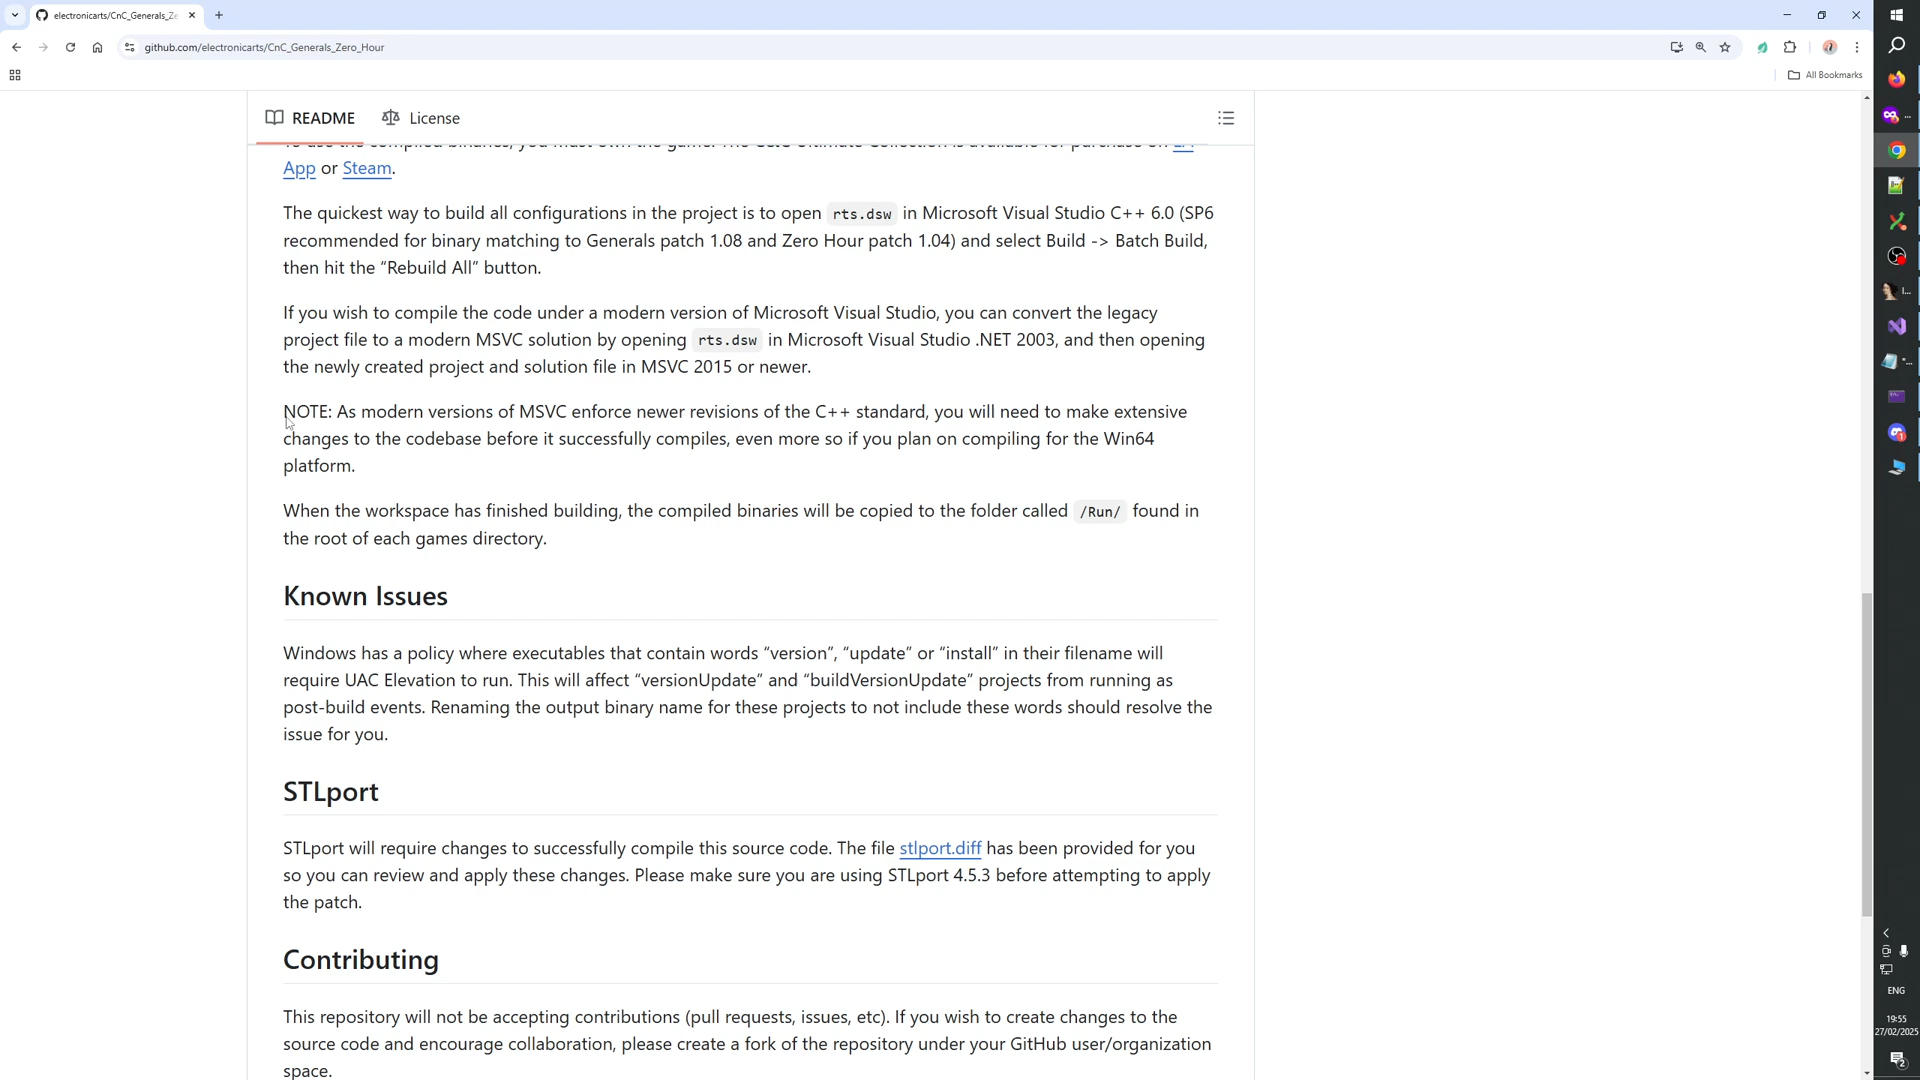 electronicarts/CnC_Generals_Ze
github.com/electronicarts/CnC_Generals_Zero_Hour
All Bookmarks
README License
App or Steam.
The quickest way to build all configurations in the project is to open rts.dsw in Microsoft Visual Studio C++ 6.0 (SP6
recommended for binary matching to Generals patch 1.08 and Zero Hour patch 1.04) and select Build -> Batch Build,
then hit the “Rebuild All” button.
If you wish to compile the code under a modern version of Microsoft Visual Studio, you can convert the legacy
project file to a modern MSVC solution by opening rts.dsw in Microsoft Visual Studio .NET 2003, and then opening
the newly created project and solution file in MSVC 2015 or newer.
NOTE: As modern versions of MSVC enforce newer revisions of the C++ standard, you will need to make extensive
changes to the codebase before it successfully compiles, even more so if you plan on compiling for the Win64
platform.
When the workspace has finished building, the compiled binaries will be copied to the folder called /Run/ found in
the root of each games directory.
Known Issues
Windows has a policy where executables that contain words “version”, “update” or “install” in their filename will
require UAC Elevation to run. This will affect “versionUpdate” and “buildVersionUpdate” projects from running as
post-build events. Renaming the output binary name for these projects to not include these words should resolve the
issue for you.
STLport
STLport will require changes to successfully compile this source code. The file stlport.diff has been provided for you
so you can review and apply these changes. Please make sure you are using STLport 4.5.3 before attempting to apply
the patch.
Contributing
This repository will not be accepting contributions (pull requests, issues, etc). If you wish to create changes to the
source code and encourage collaboration, please create a fork of the repository under your GitHub user/organization
space.
ENG
19:55
27/02/2025
2